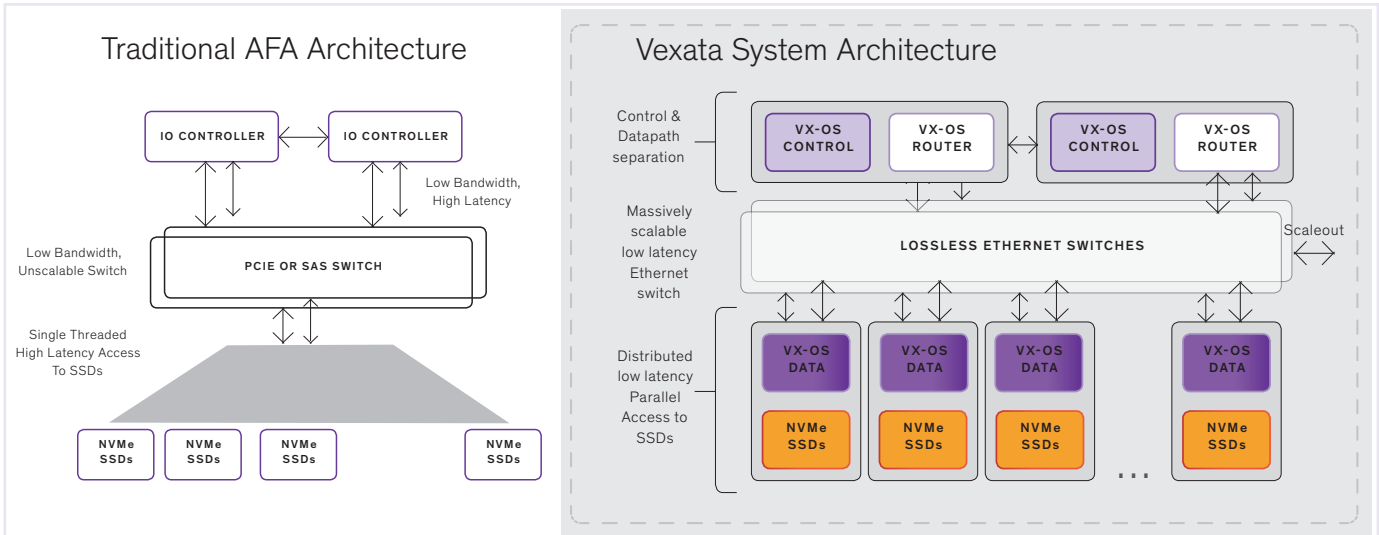 Traditional AFA Architecture
IO CONTROLLER
IO CONTROLLER
Low Bandwidth,
High Latency
Low Bandwidth,
Unscalable Switch
PCIE OR SAS SWITCH
Single Threaded
High Latency Access
To SSDs
NVMe
SSDs
NVMe
SSDs
NVMe
SSDs
NVMe
SSDs
Vexata System Architecture
Control &
Datapath
separation
VX-OS
CONTROL
VX-OS
ROUTER
VX-OS
CONTROL
VX-OS
ROUTER
Massively
scalable
low latency
Ethernet
switch
LOSSLESS ETHERNET SWITCHES
Scaleout
Distributed
low latency
Parallel
Access to
SSDs
VX-OS
DATA
NVMe
SSDs
VX-OS
DATA
NVMe
SSDs
VX-OS
DATA
NVMe
SSDs
...
VX-OS
DATA
NVMe
SSDs